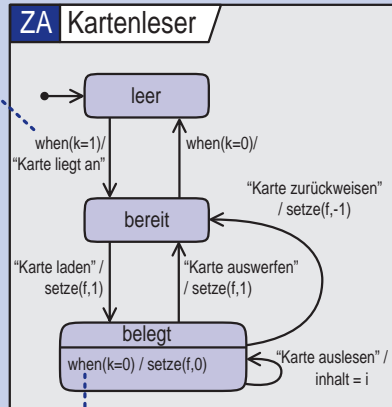 ZA Kartenleser
leer
when(k=1)/
“Karte liegt an”
when(k=0)/
“Karte zurückweisen”
/ setze(f,-1)
bereit
“Karte laden” /
setze(f,1)
“Karte auswerfen”
/ setze(f,1)
belegt
when(k=0) / setze(f,0)
“Karte auslesen” /
inhalt = i